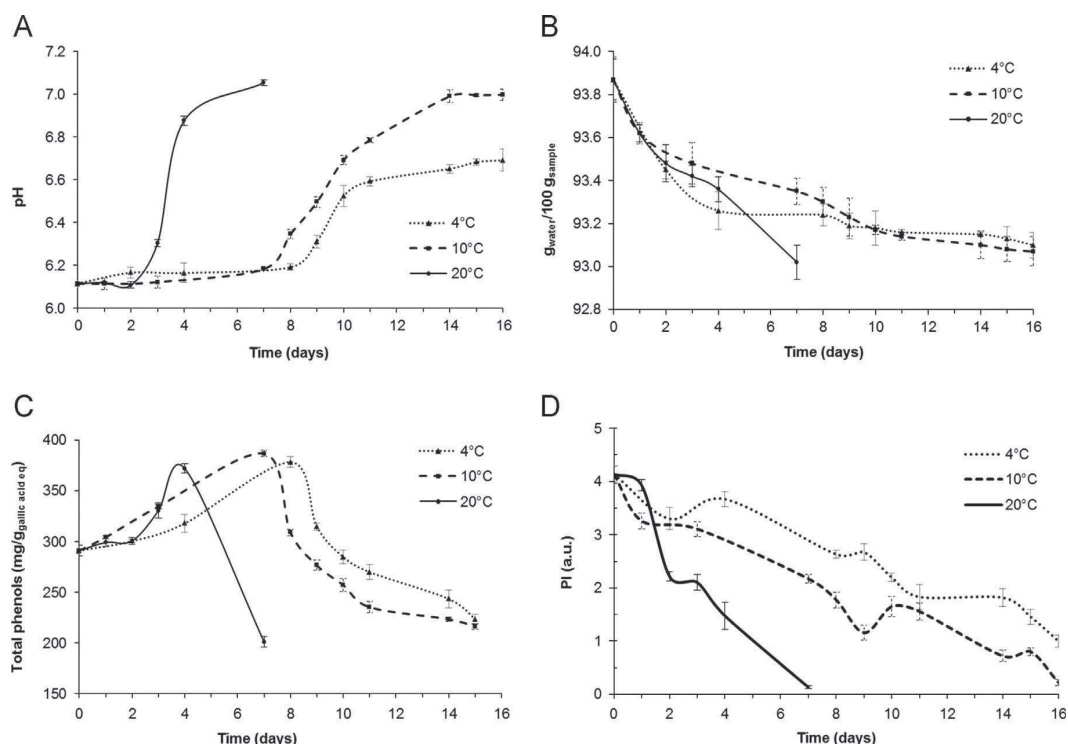 A
pH
7.2
7.0
6.8
6.6
6.4
6.2
6.0
0 2 4 6 8 10 12 14 16
Time (days)
4°C
10°C
20°C
B
g_water/100 g_sample
94.0
93.8
93.6
93.4
93.2
93.0
92.8
0 2 4 6 8 10 12 14 16
Time (days)
4°C
10°C
20°C
C
Total phenols (mg/g_gallic acid eq)
400
350
300
250
200
150
0 2 4 6 8 10 12 14 16
Time (days)
4°C
10°C
20°C
D
PI (a.u.)
5
4
3
2
1
0
0 2 4 6 8 10 12 14 16
Time (days)
4°C
10°C
20°C